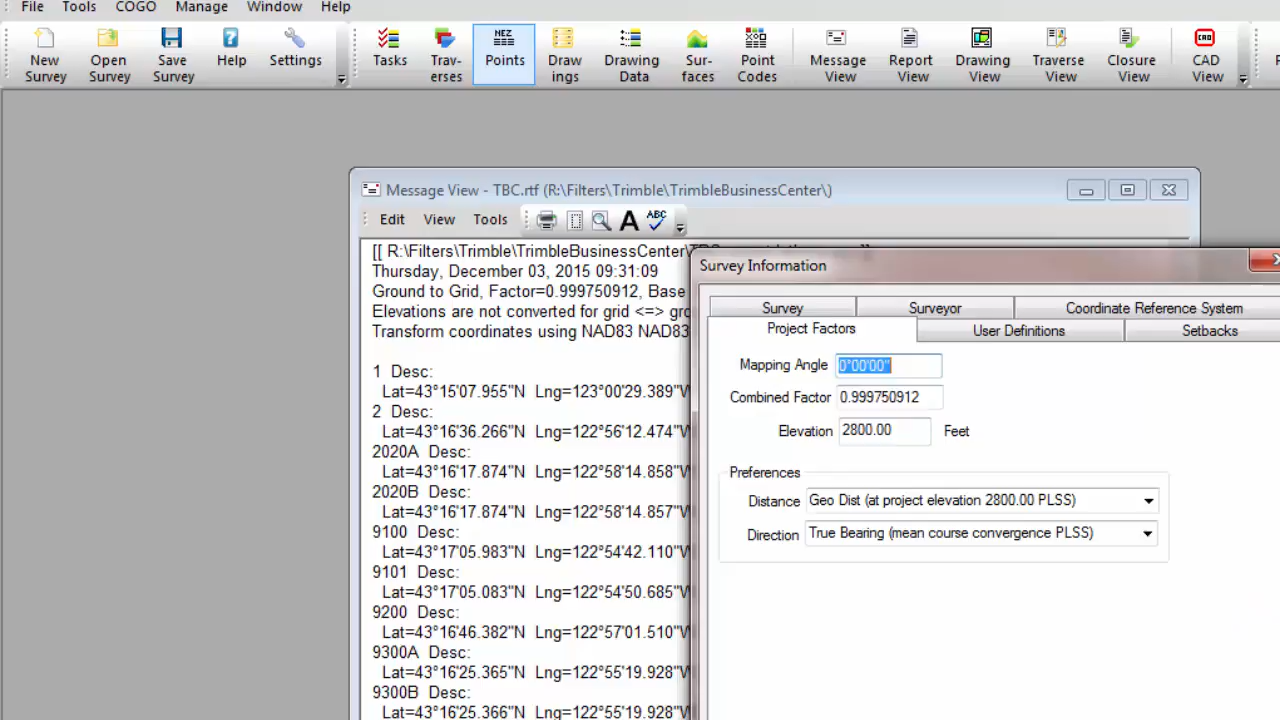 File Tools COGO Manage Window Help
New Survey Open Survey Save Survey Help Settings Tasks Trav-erses NEZ Points Draw ings Drawing Data Sur-faces Point Codes Message View Report View Drawing View Traverse View Closure View CAD CAD View
Message View - TBC.rtf (R:\Filters\Trimble\TrimbleBusinessCenter\)
Edit View Tools A ABC
[[ R:\Filters\Trimble\TrimbleBusinessCenter\
Thursday, December 03, 2015 09:31:09
Ground to Grid, Factor=0.999750912, Base
Elevations are not converted for grid <=> gro
Transform coordinates using NAD83 NAD83
1 Desc:
Lat=43°15'07.955"N Lng=123°00'29.389"W
2 Desc:
Lat=43°16'36.266"N Lng=122°56'12.474"W
2020A Desc:
Lat=43°16'17.874"N Lng=122°58'14.858"W
2020B Desc:
Lat=43°16'17.874"N Lng=122°58'14.857"W
9100 Desc:
Lat=43°17'05.983"N Lng=122°54'42.110"W
9101 Desc:
Lat=43°17'05.083"N Lng=122°54'50.685"W
9200 Desc:
Lat=43°16'46.382"N Lng=122°57'01.510"W
9300A Desc:
Lat=43°16'25.365"N Lng=122°55'19.928"W
9300B Desc:
Lat=43°16'25.366"N Lng=122°55'19.928"W
Survey Information
Survey Surveyor Coordinate Reference System
Project Factors User Definitions Setbacks
Mapping Angle 0°00'00"
Combined Factor 0.999750912
Elevation 2800.00 Feet
Preferences
Distance Geo Dist (at project elevation 2800.00 PLSS)
Direction True Bearing (mean course convergence PLSS)